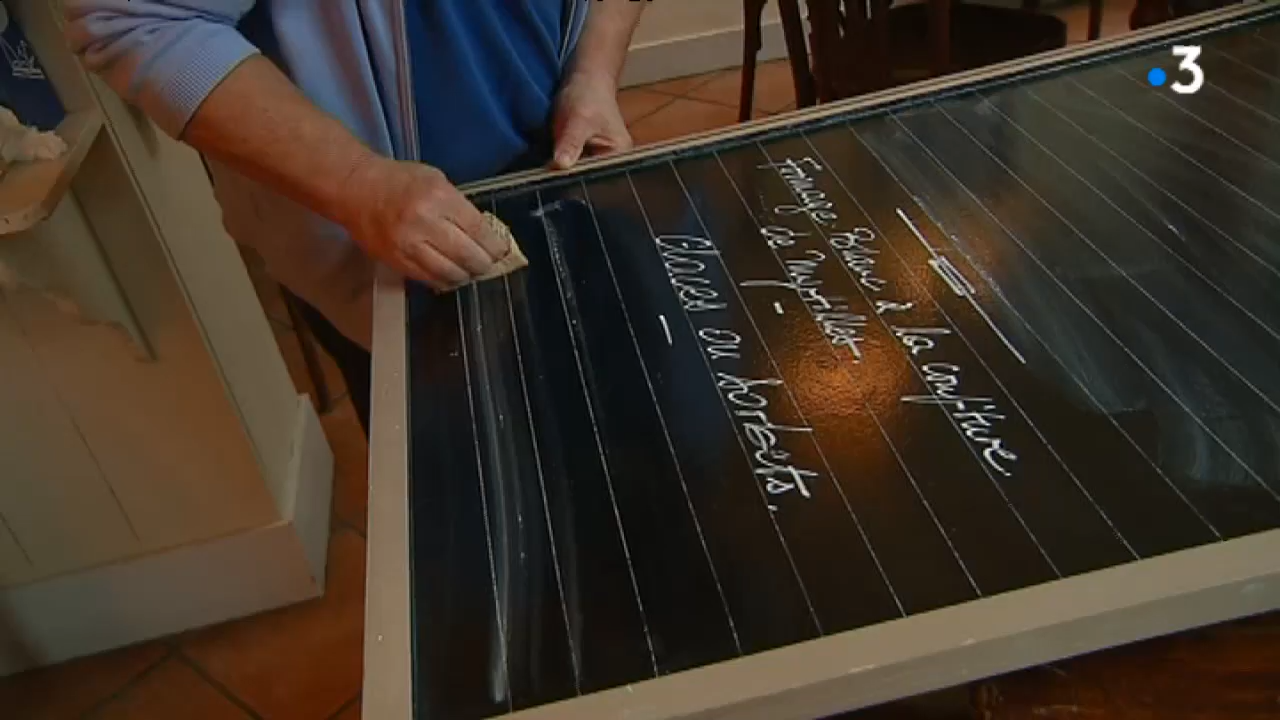 3
Fromage Blanc à la confiture
de myrtilles.
-
Glaces ou sorbets.
-